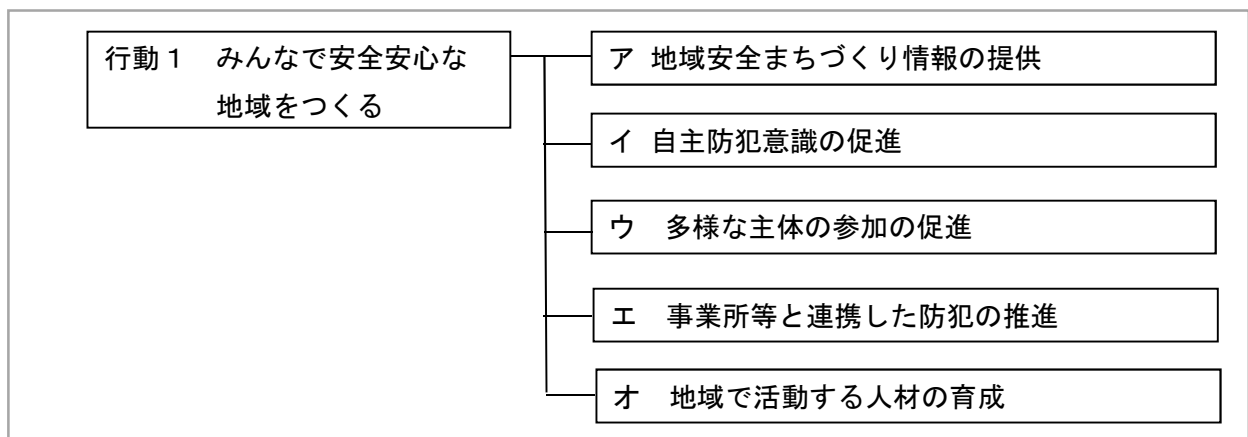 行動１　みんなで安全安心な
地域をつくる
ア 地域安全まちづくり情報の提供
イ 自主防犯意識の促進
ウ　多様な主体の参加の促進
エ　事業所等と連携した防犯の推進
オ　地域で活動する人材の育成